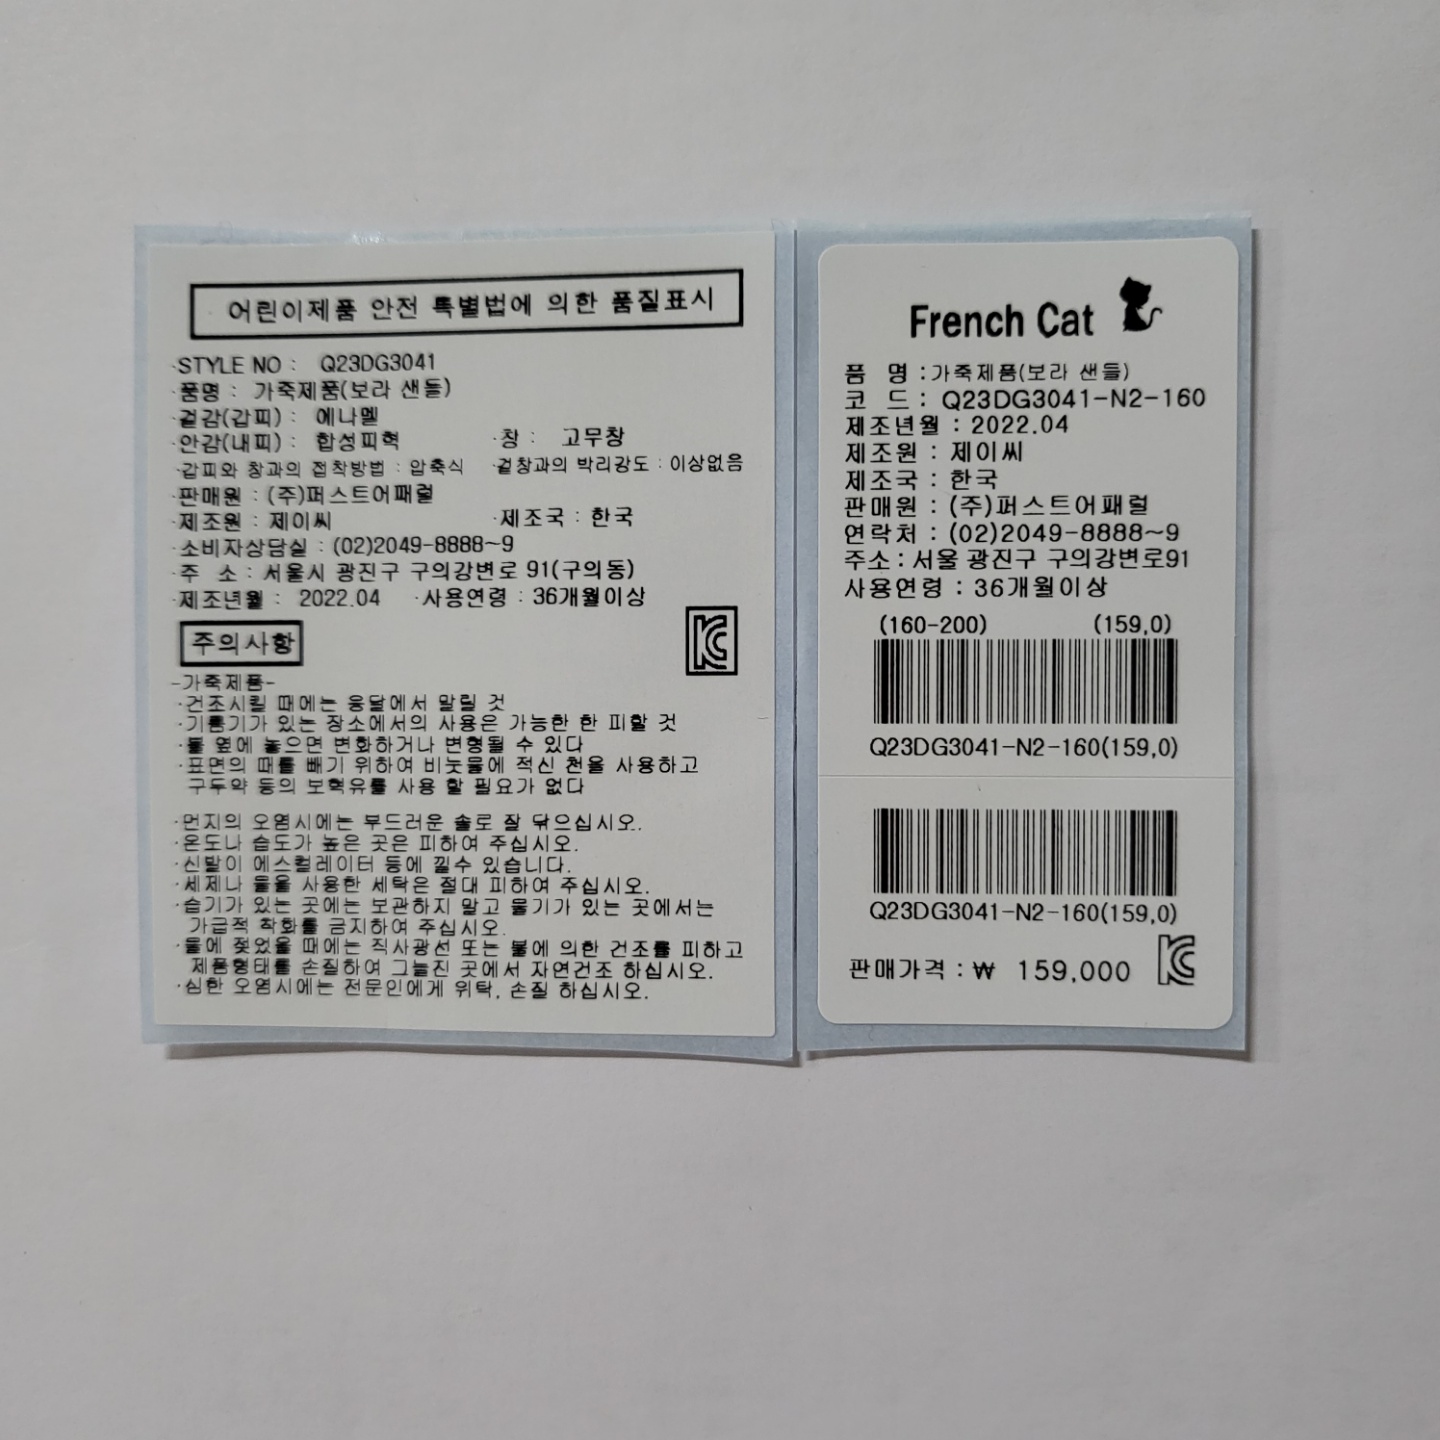 어린이제품 안전 특별법에 의한 품질표시
·STYLE NO : Q23DG3041
·품명 : 가죽제품(보라 샌들)
·겉감(갑피) : 에나멜
·안감(내피) : 합성피혁 ·창 : 고무창
·갑피와 창과의 접착방법 : 압축식 ·겉창과의 박리강도 : 이상없음
·판매원 : (주)퍼스트어패럴
·제조원 : 제이씨 ·제조국 : 한국
·소비자상담실 : (02)2049-8888~9
·주 소 : 서울시 광진구 구의강변로 91(구의동)
·제조년월 : 2022.04 ·사용연령 : 36개월이상
주의사항
-가죽제품-
·건조시킬 때에는 응달에서 말릴 것
·기름기가 있는 장소에서의 사용은 가능한 한 피할 것
·불 옆에 놓으면 변화하거나 변형될 수 있다
·표면의 때를 빼기 위하여 비눗물에 적신 천을 사용하고
구두약 등의 보혁유를 사용 할 필요가 없다
·먼지의 오염시에는 부드러운 솔로 잘 닦으십시오.
·온도나 습도가 높은 곳은 피하여 주십시오.
·신발이 에스컬레이터 등에 낄수 있습니다.
·세제나 물을 사용한 세탁은 절대 피하여 주십시오.
·습기가 있는 곳에는 보관하지 말고 물기가 있는 곳에서는
가급적 착화를 금지하여 주십시오.
·물에 젖었을 때에는 직사광선 또는 불에 의한 건조를 피하고
제품형태를 손질하여 그늘진 곳에서 자연건조 하십시오.
·심한 오염시에는 전문인에게 위탁, 손질 하십시오.
French Cat
품 명 : 가죽제품(보라 샌들)
코 드 : Q23DG3041-N2-160
제조년월 : 2022.04
제조원 : 제이씨
제조국 : 한국
판매원 : (주)퍼스트어패럴
연락처 : (02)2049-8888~9
주소 : 서울 광진구 구의강변로91
사용연령 : 36개월이상
(160-200) (159,0)
Q23DG3041-N2-160(159,0)
Q23DG3041-N2-160(159,0)
판매가격 : ₩ 159,000